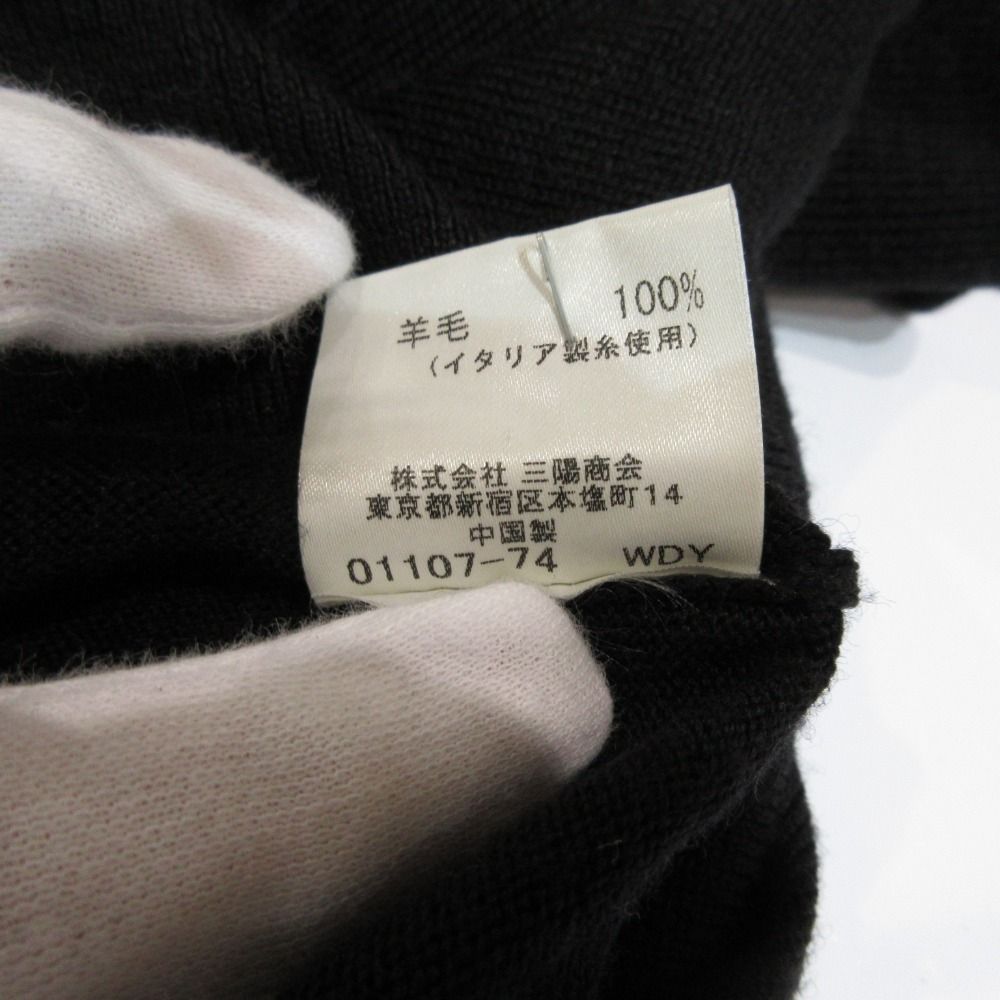 羊毛 100%
(イタリア製糸使用)
株式会社 三陽商会
東京都新宿区本塩町14
中国製
01107-74 WDY